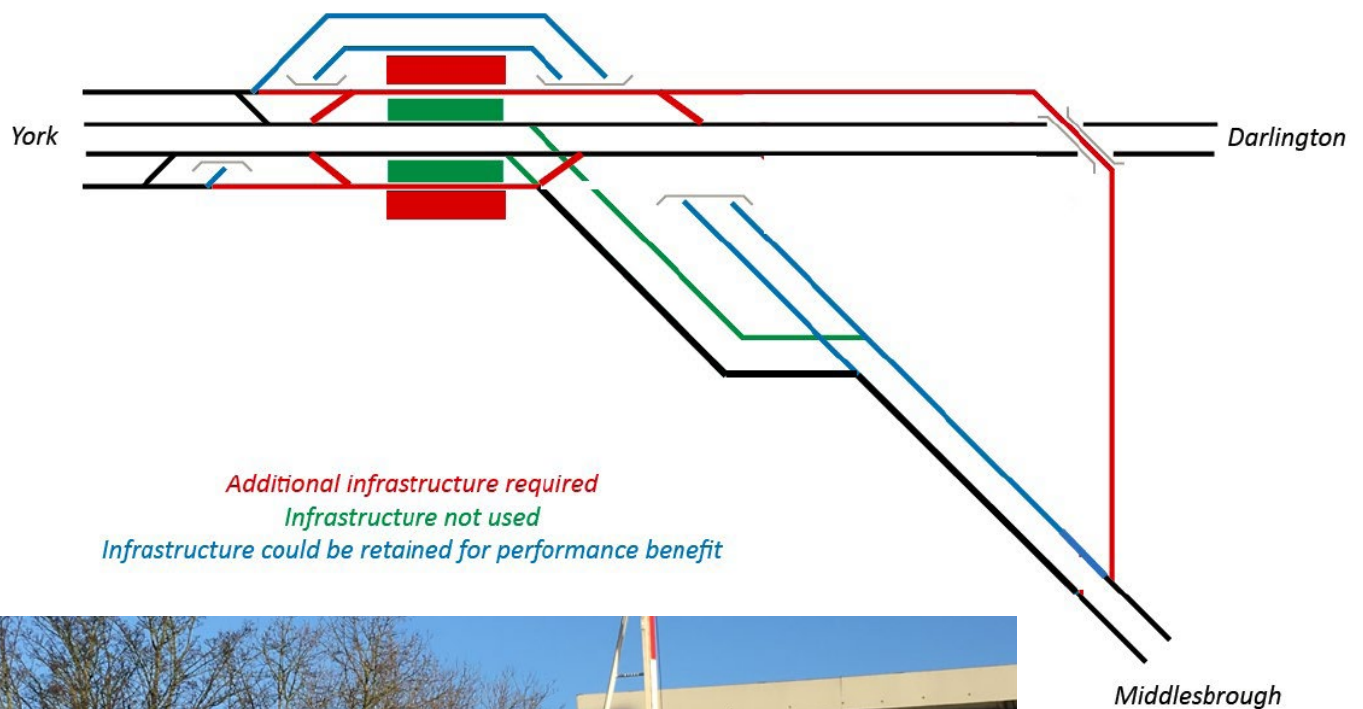 York
Darlington
Additional infrastructure required
Infrastructure not used
Infrastructure could be retained for performance benefit
Middlesbrough